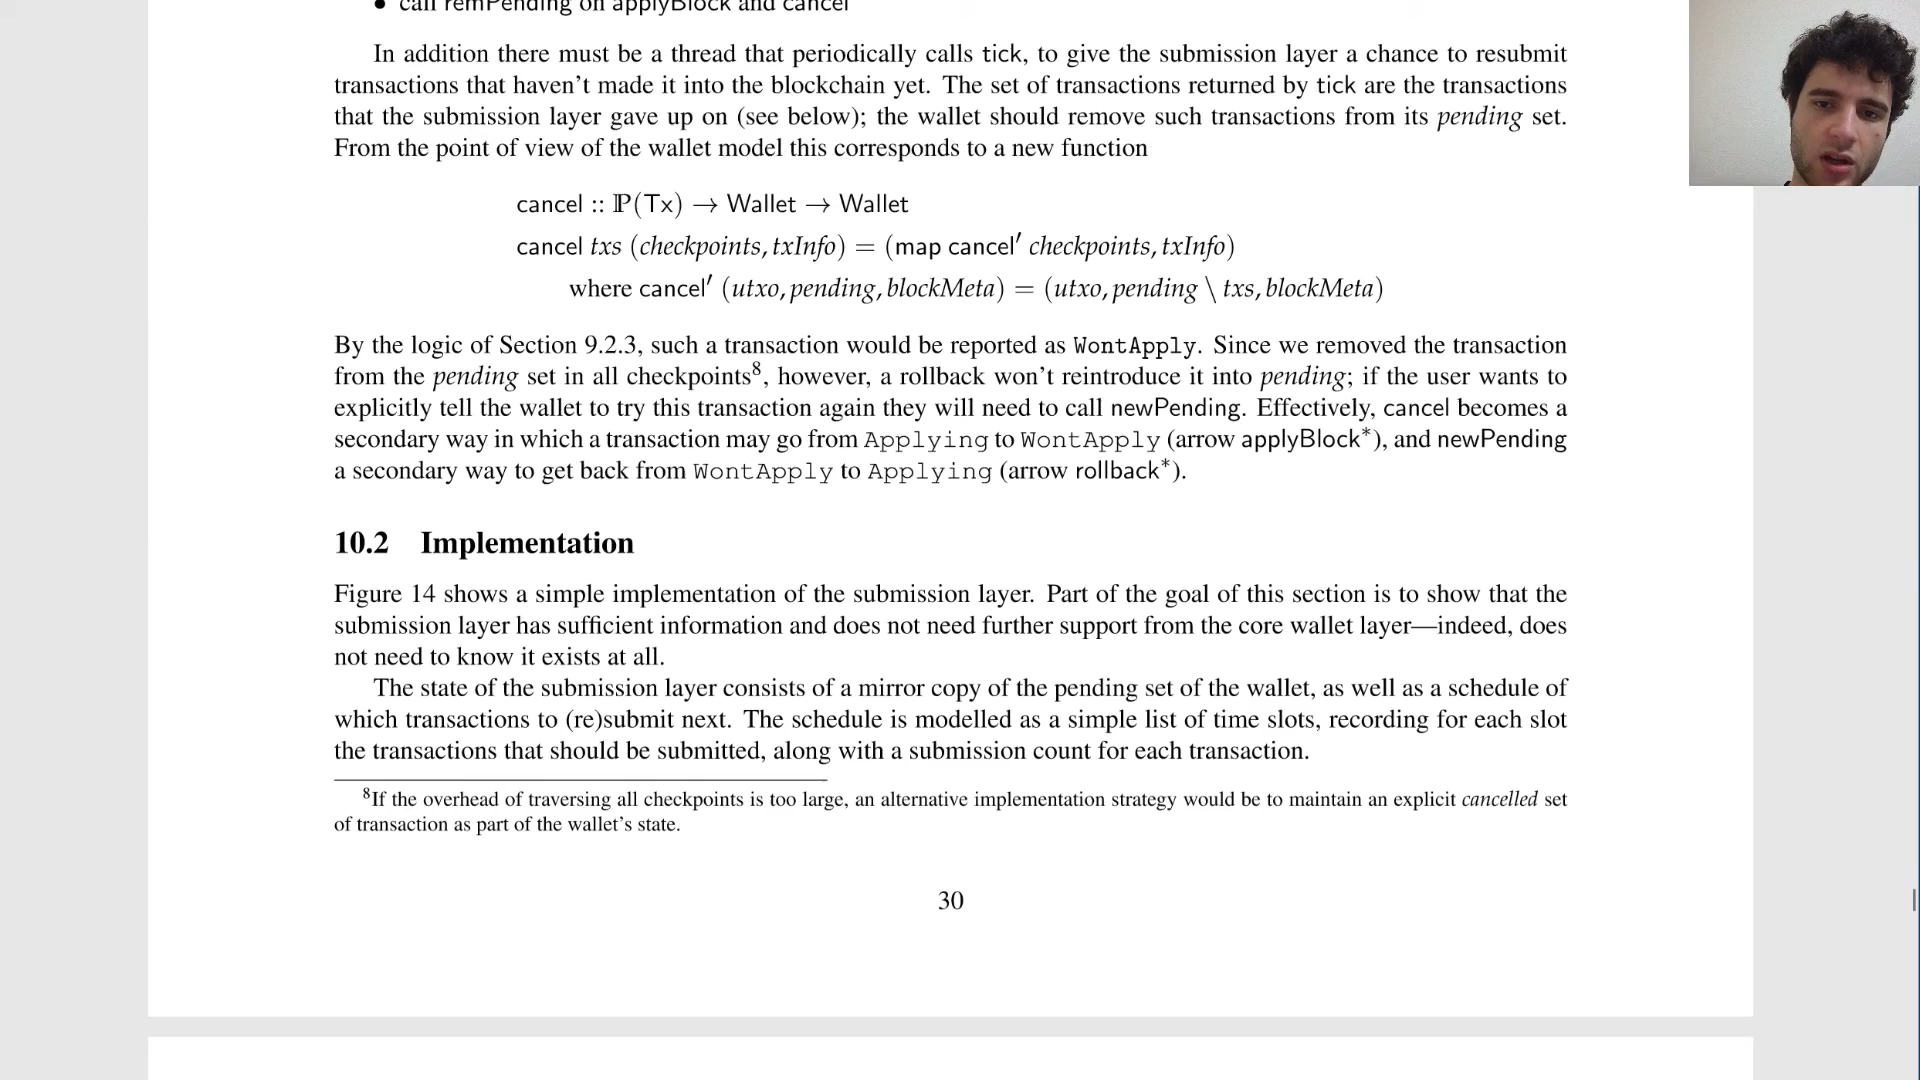 • call remPending on applyBlock and cancel
In addition there must be a thread that periodically calls tick, to give the submission layer a chance to resubmit
transactions that haven't made it into the blockchain yet. The set of transactions returned by tick are the transactions
that the submission layer gave up on (see below); the wallet should remove such transactions from its pending set.
From the point of view of the wallet model this corresponds to a new function
cancel :: ℙ(Tx) → Wallet → Wallet
cancel txs (checkpoints, txInfo) = (map cancel′ checkpoints, txInfo)
where cancel′ (utxo, pending, blockMeta) = (utxo, pending \ txs, blockMeta)
By the logic of Section 9.2.3, such a transaction would be reported as WontApply. Since we removed the transaction
from the pending set in all checkpoints⁸, however, a rollback won't reintroduce it into pending; if the user wants to
explicitly tell the wallet to try this transaction again they will need to call newPending. Effectively, cancel becomes a
secondary way in which a transaction may go from Applying to WontApply (arrow applyBlock*), and newPending
a secondary way to get back from WontApply to Applying (arrow rollback*).
10.2 Implementation
Figure 14 shows a simple implementation of the submission layer. Part of the goal of this section is to show that the
submission layer has sufficient information and does not need further support from the core wallet layer—indeed, does
not need to know it exists at all.
The state of the submission layer consists of a mirror copy of the pending set of the wallet, as well as a schedule of
which transactions to (re)submit next. The schedule is modelled as a simple list of time slots, recording for each slot
the transactions that should be submitted, along with a submission count for each transaction.
⁸If the overhead of traversing all checkpoints is too large, an alternative implementation strategy would be to maintain an explicit cancelled set
of transaction as part of the wallet's state.
30